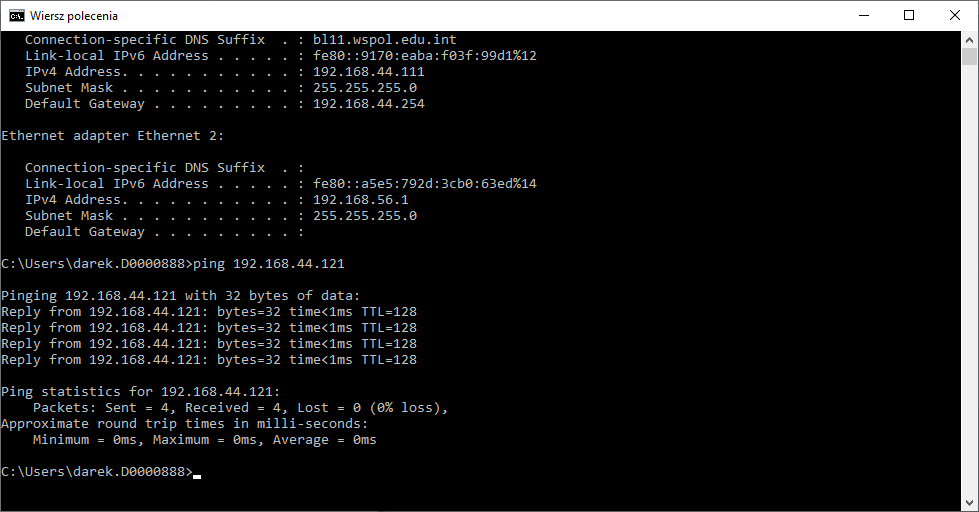 Wiersz polecenia
Connection-specific DNS Suffix . : bl11.wspol.edu.int
Link-local IPv6 Address . . . . . : fe80::9170:eaba:f03f:99d1%12
IPv4 Address. . . . . . . . . . . : 192.168.44.111
Subnet Mask . . . . . . . . . . . : 255.255.255.0
Default Gateway . . . . . . . . . : 192.168.44.254
Ethernet adapter Ethernet 2:
Connection-specific DNS Suffix . :
Link-local IPv6 Address . . . . . : fe80::a5e5:792d:3cb0:63ed%14
IPv4 Address. . . . . . . . . . . : 192.168.56.1
Subnet Mask . . . . . . . . . . . : 255.255.255.0
Default Gateway . . . . . . . . . :
C:\Users\darek.D0000888>ping 192.168.44.121
Pinging 192.168.44.121 with 32 bytes of data:
Reply from 192.168.44.121: bytes=32 time<1ms TTL=128
Reply from 192.168.44.121: bytes=32 time<1ms TTL=128
Reply from 192.168.44.121: bytes=32 time<1ms TTL=128
Reply from 192.168.44.121: bytes=32 time<1ms TTL=128
Ping statistics for 192.168.44.121:
Packets: Sent = 4, Received = 4, Lost = 0 (0% loss),
Approximate round trip times in milli-seconds:
Minimum = 0ms, Maximum = 0ms, Average = 0ms
C:\Users\darek.D0000888>